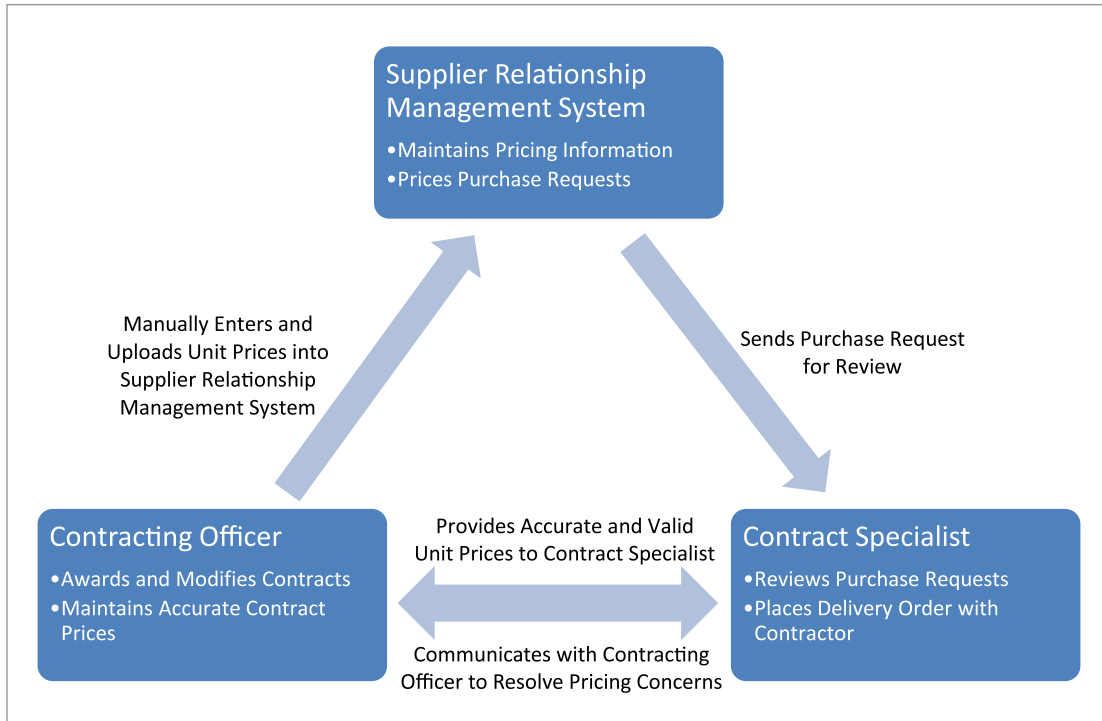 Supplier Relationship
Management System
•Maintains Pricing Information
•Prices Purchase Requests
Manually Enters and
Uploads Unit Prices into
Supplier Relationship
Management System
Sends Purchase Request
for Review
Contracting Officer
•Awards and Modifies Contracts
•Maintains Accurate Contract
Prices
Provides Accurate and Valid
Unit Prices to Contract Specialist
Communicates with Contracting
Officer to Resolve Pricing Concerns
Contract Specialist
•Reviews Purchase Requests
•Places Delivery Order with
Contractor